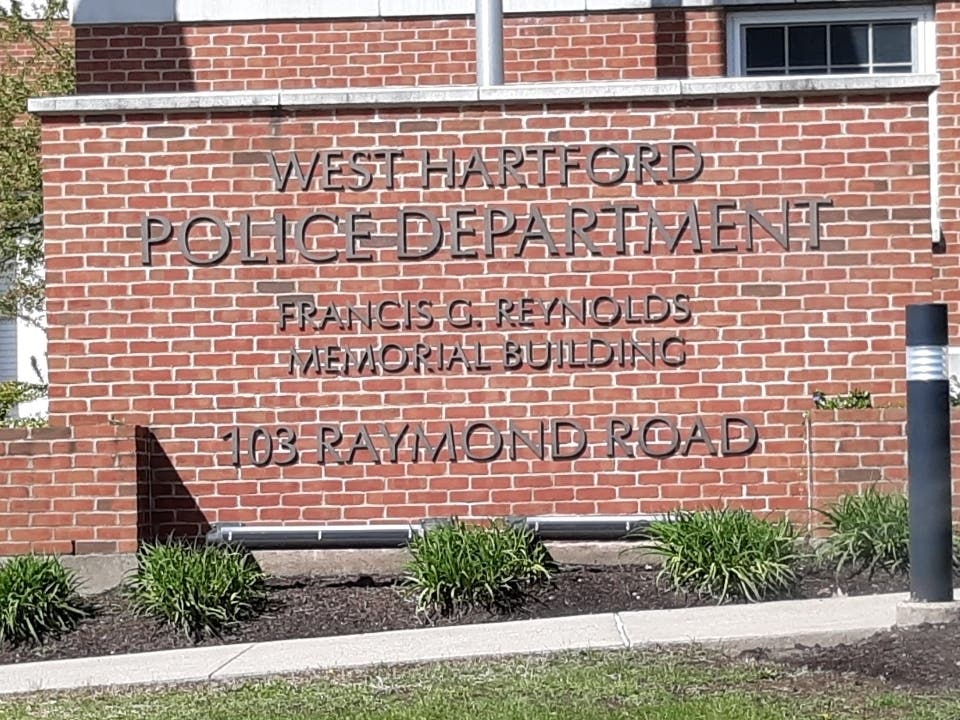 WEST HARTFORD
POLICE DEPARTMENT
FRANCIS G. REYNOLDS
MEMORIAL BUILDING
103 RAYMOND ROAD